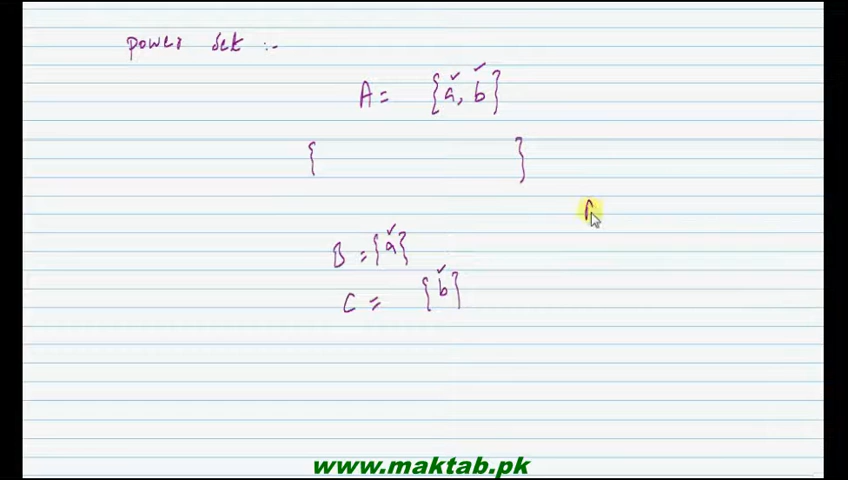 power set :-
A = {a, b}
{ }
B = {a}
C = {b}
www.maktab.pk